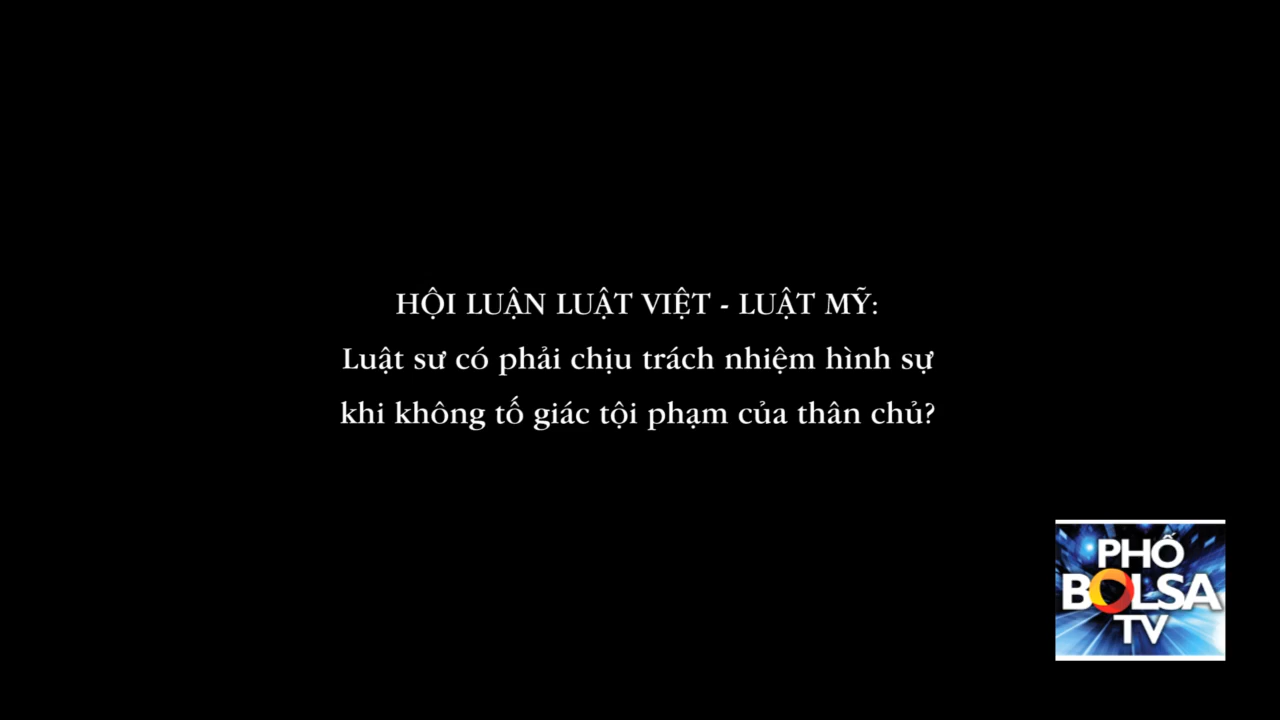 HỘI LUẬN LUẬT VIỆT - LUẬT MỸ:
Luật sư có phải chịu trách nhiệm hình sự
khi không tố giác tội phạm của thân chủ?
PHỐ
BOLSA
TV